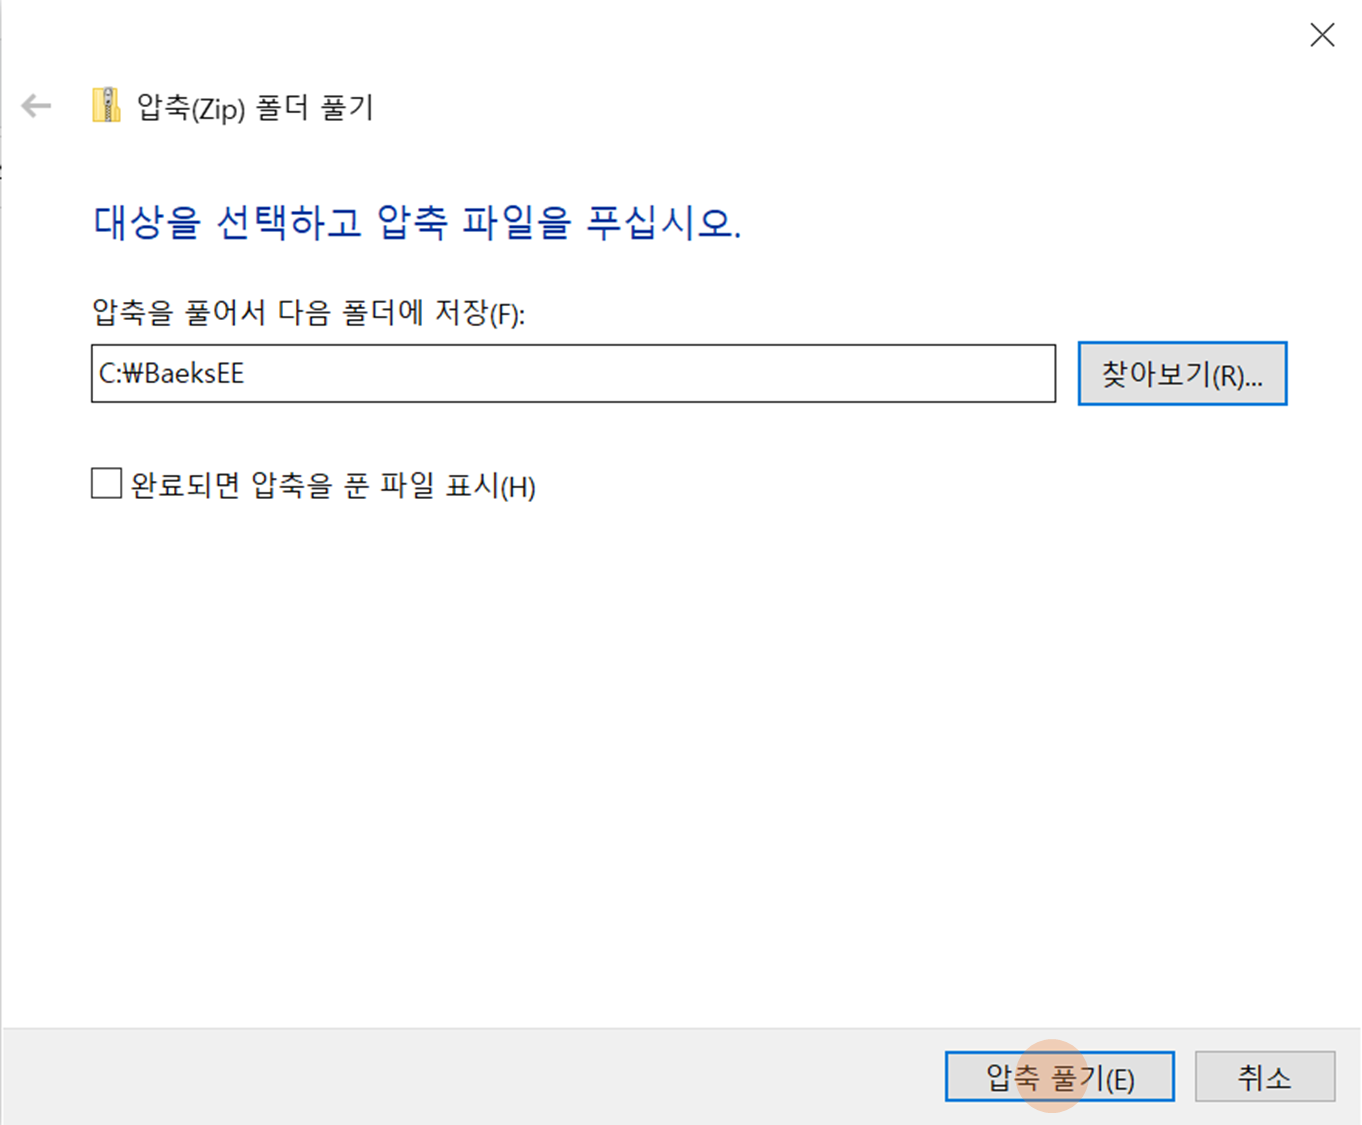 압축(Zip) 폴더 풀기
대상을 선택하고 압축 파일을 푸십시오.
압축을 풀어서 다음 폴더에 저장(F):
C:₩BaeksEE
찾아보기(R)...
완료되면 압축을 푼 파일 표시(H)
압축 풀기(E)
취소